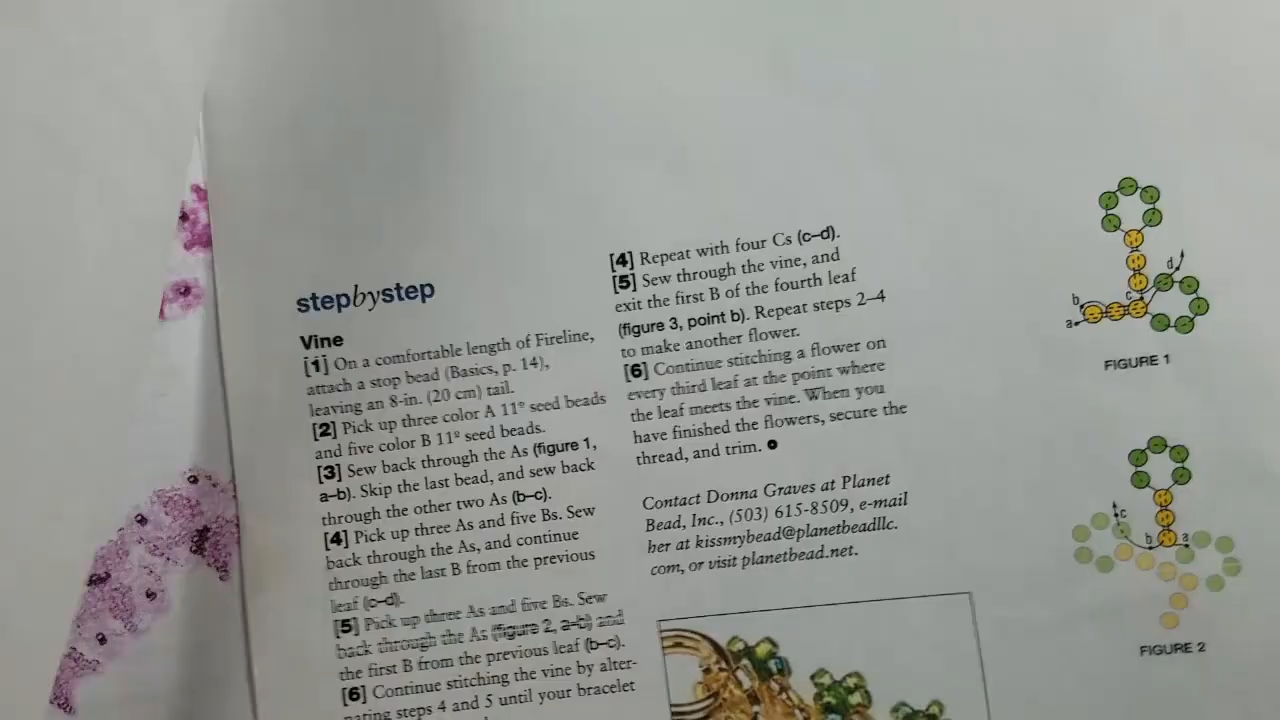 stepbystep
Vine
[1] On a comfortable length of Fireline,
attach a stop bead (Basics, p. 14),
leaving an 8-in. (20 cm) tail.
[2] Pick up three color A 11º seed beads
and five color B 11º seed beads.
[3] Sew back through the As (figure 1,
a–b). Skip the last bead, and sew back
through the other two As (b–c).
[4] Pick up three As and five Bs. Sew
back through the As, and continue
through the last B from the previous
leaf (c–d).
[5] Pick up three As and five Bs. Sew
back through the As (figure 2, a–b) and
the first B from the previous leaf (b–c).
[6] Continue stitching the vine by alter-
nating steps 4 and 5 until your bracelet
[4] Repeat with four Cs (c–d).
[5] Sew through the vine, and
exit the first B of the fourth leaf
(figure 3, point b). Repeat steps 2–4
to make another flower.
[6] Continue stitching a flower on
every third leaf at the point where
the leaf meets the vine. When you
have finished the flowers, secure the
thread, and trim.
Contact Donna Graves at Planet
Bead, Inc., (503) 615-8509, e-mail
her at kissmybead@planetbeadllc.
com, or visit planetbead.net.
d
c
b
a
FIGURE 1
c
b a
FIGURE 2